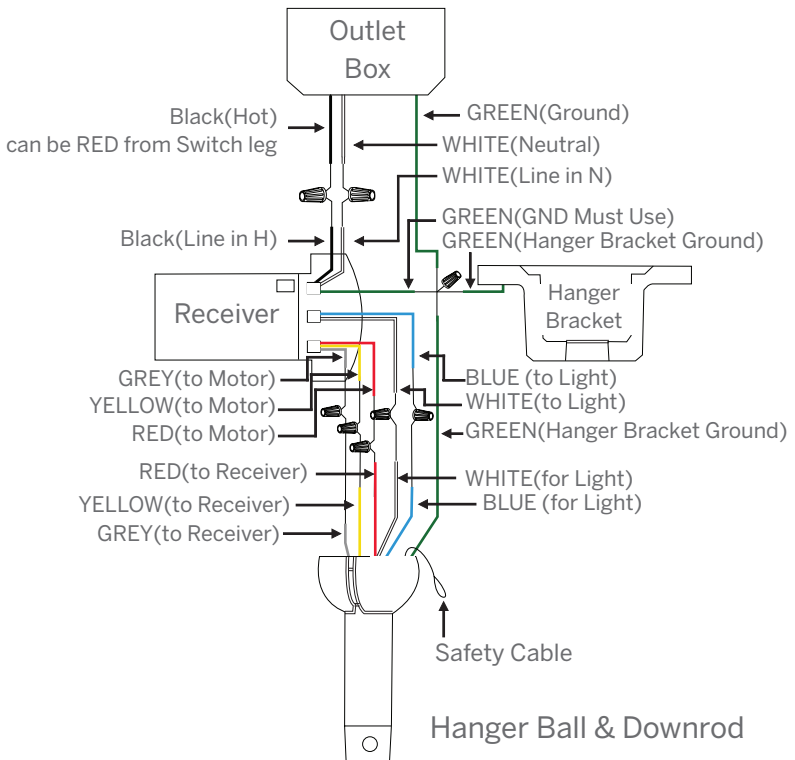 Outlet
Box
Black(Hot)
can be RED from Switch leg
GREEN(Ground)
WHITE(Neutral)
WHITE(Line in N)
GREEN(GND Must Use)
Black(Line in H)
GREEN(Hanger Bracket Ground)
Receiver
Hanger
Bracket
GREY(to Motor)
BLUE (to Light)
YELLOW(to Motor)
WHITE(to Light)
RED(to Motor)
GREEN(Hanger Bracket Ground)
RED(to Receiver)
WHITE(for Light)
YELLOW(to Receiver)
BLUE (for Light)
GREY(to Receiver)
Safety Cable
Hanger Ball & Downrod